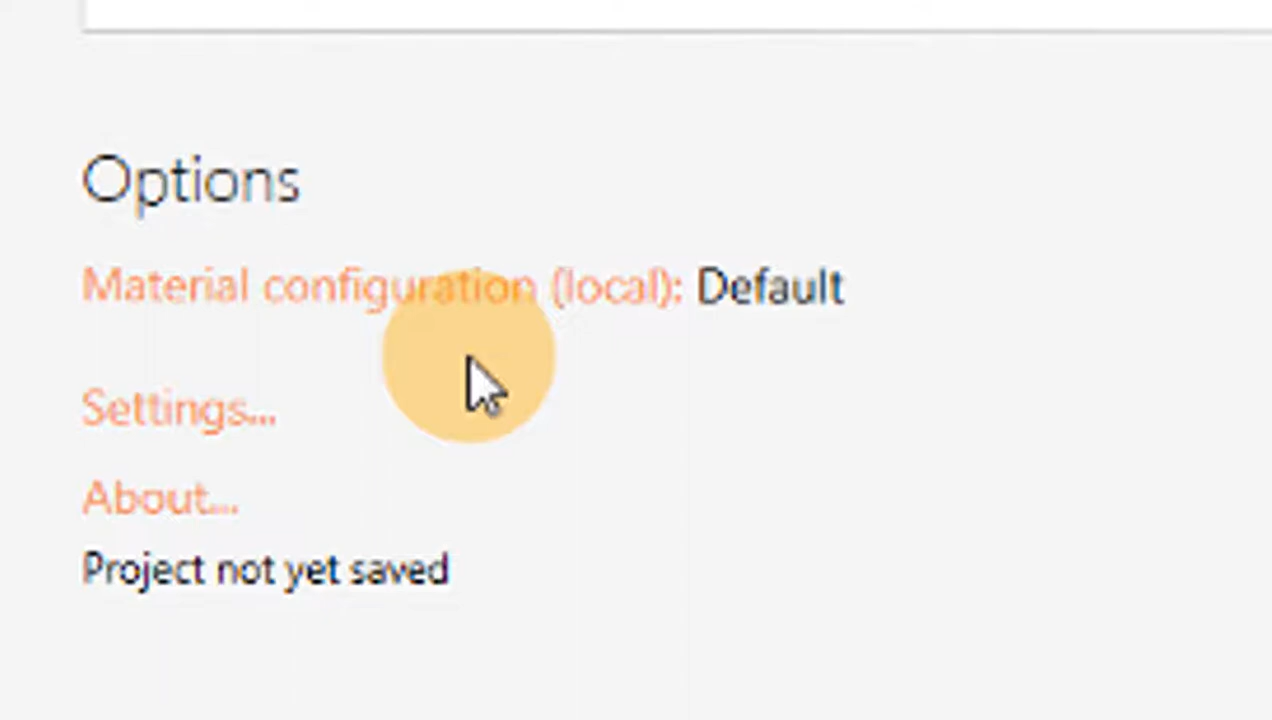 Options
Material configuration (local): Default
Settings...
About...
Project not yet saved